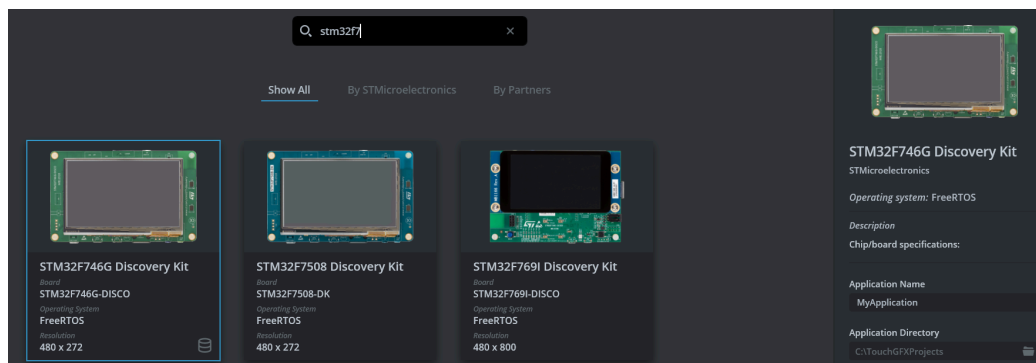 stm32f7
Show All
By STMicroelectronics
By Partners
STM32F746G Discovery Kit
Board
STM32F746G-DISCO
Operating System
FreeRTOS
Resolution
480 x 272
STM32F7508 Discovery Kit
Board
STM32F7508-DK
Operating System
FreeRTOS
Resolution
480 x 272
STM32F769I Discovery Kit
Board
STM32F769I-DISCO
Operating System
FreeRTOS
Resolution
480 x 800
STM32F746G Discovery Kit
STMicroelectronics
Operating system: FreeRTOS
Description
Chip/board specifications:
Application Name
MyApplication
Application Directory
C:\TouchGFXProjects